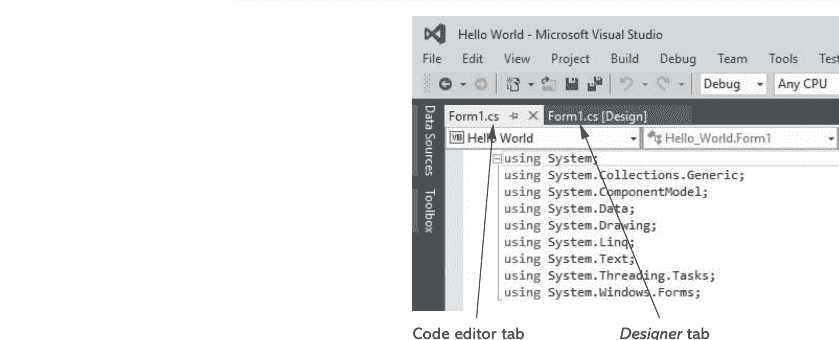 Hello World - Microsoft Visual Studio
File Edit View Project Build Debug Team Tools Test
Debug Any CPU
Form1.cs Form1.cs [Design]
VB Hello World Hello_World.Form1
Data Sources
Toolbox
using System;
using System.Collections.Generic;
using System.ComponentModel;
using System.Data;
using System.Drawing;
using System.Linq;
using System.Text;
using System.Threading.Tasks;
using System.Windows.Forms;
Code editor tab Designer tab